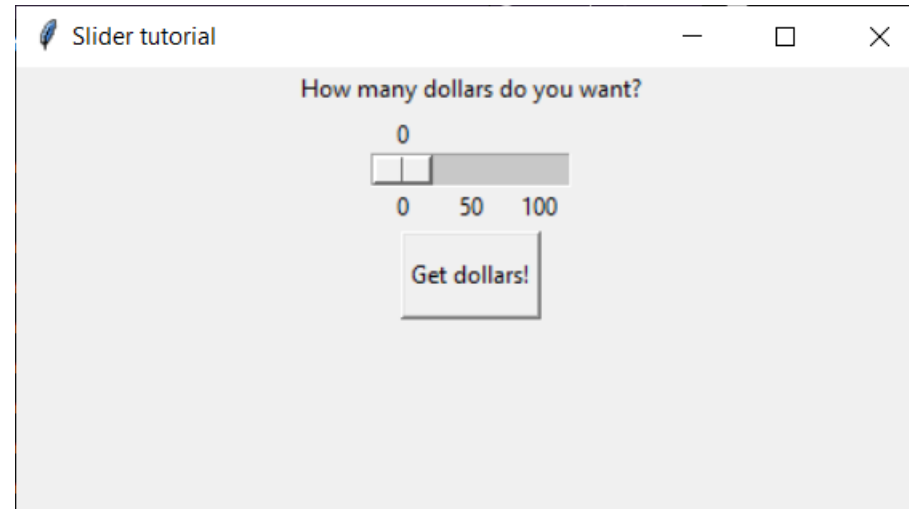 Slider tutorial
How many dollars do you want?
0
0 50 100
Get dollars!